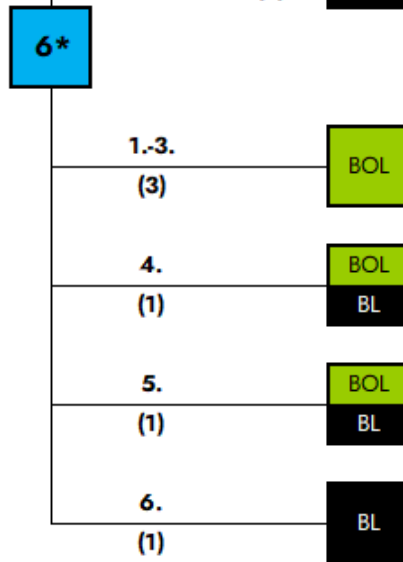 6*
1.-3.
(3)
BOL
4.
(1)
BOL
BL
5.
(1)
BOL
BL
6.
(1)
BL